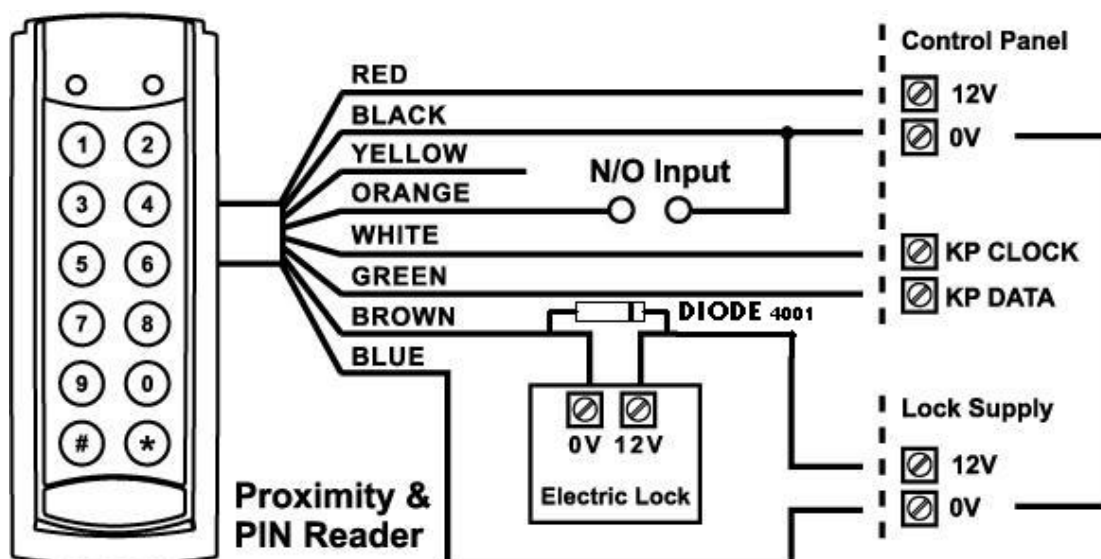 RED
BLACK
YELLOW
ORANGE
WHITE
GREEN
BROWN
BLUE
N/O Input
DIODE 4001
Control Panel
12V
0V
KP CLOCK
KP DATA
Lock Supply
12V
0V
0V 12V
Electric Lock
1 2
3 4
5 6
7 8
9 0
# *
Proximity &
PIN Reader